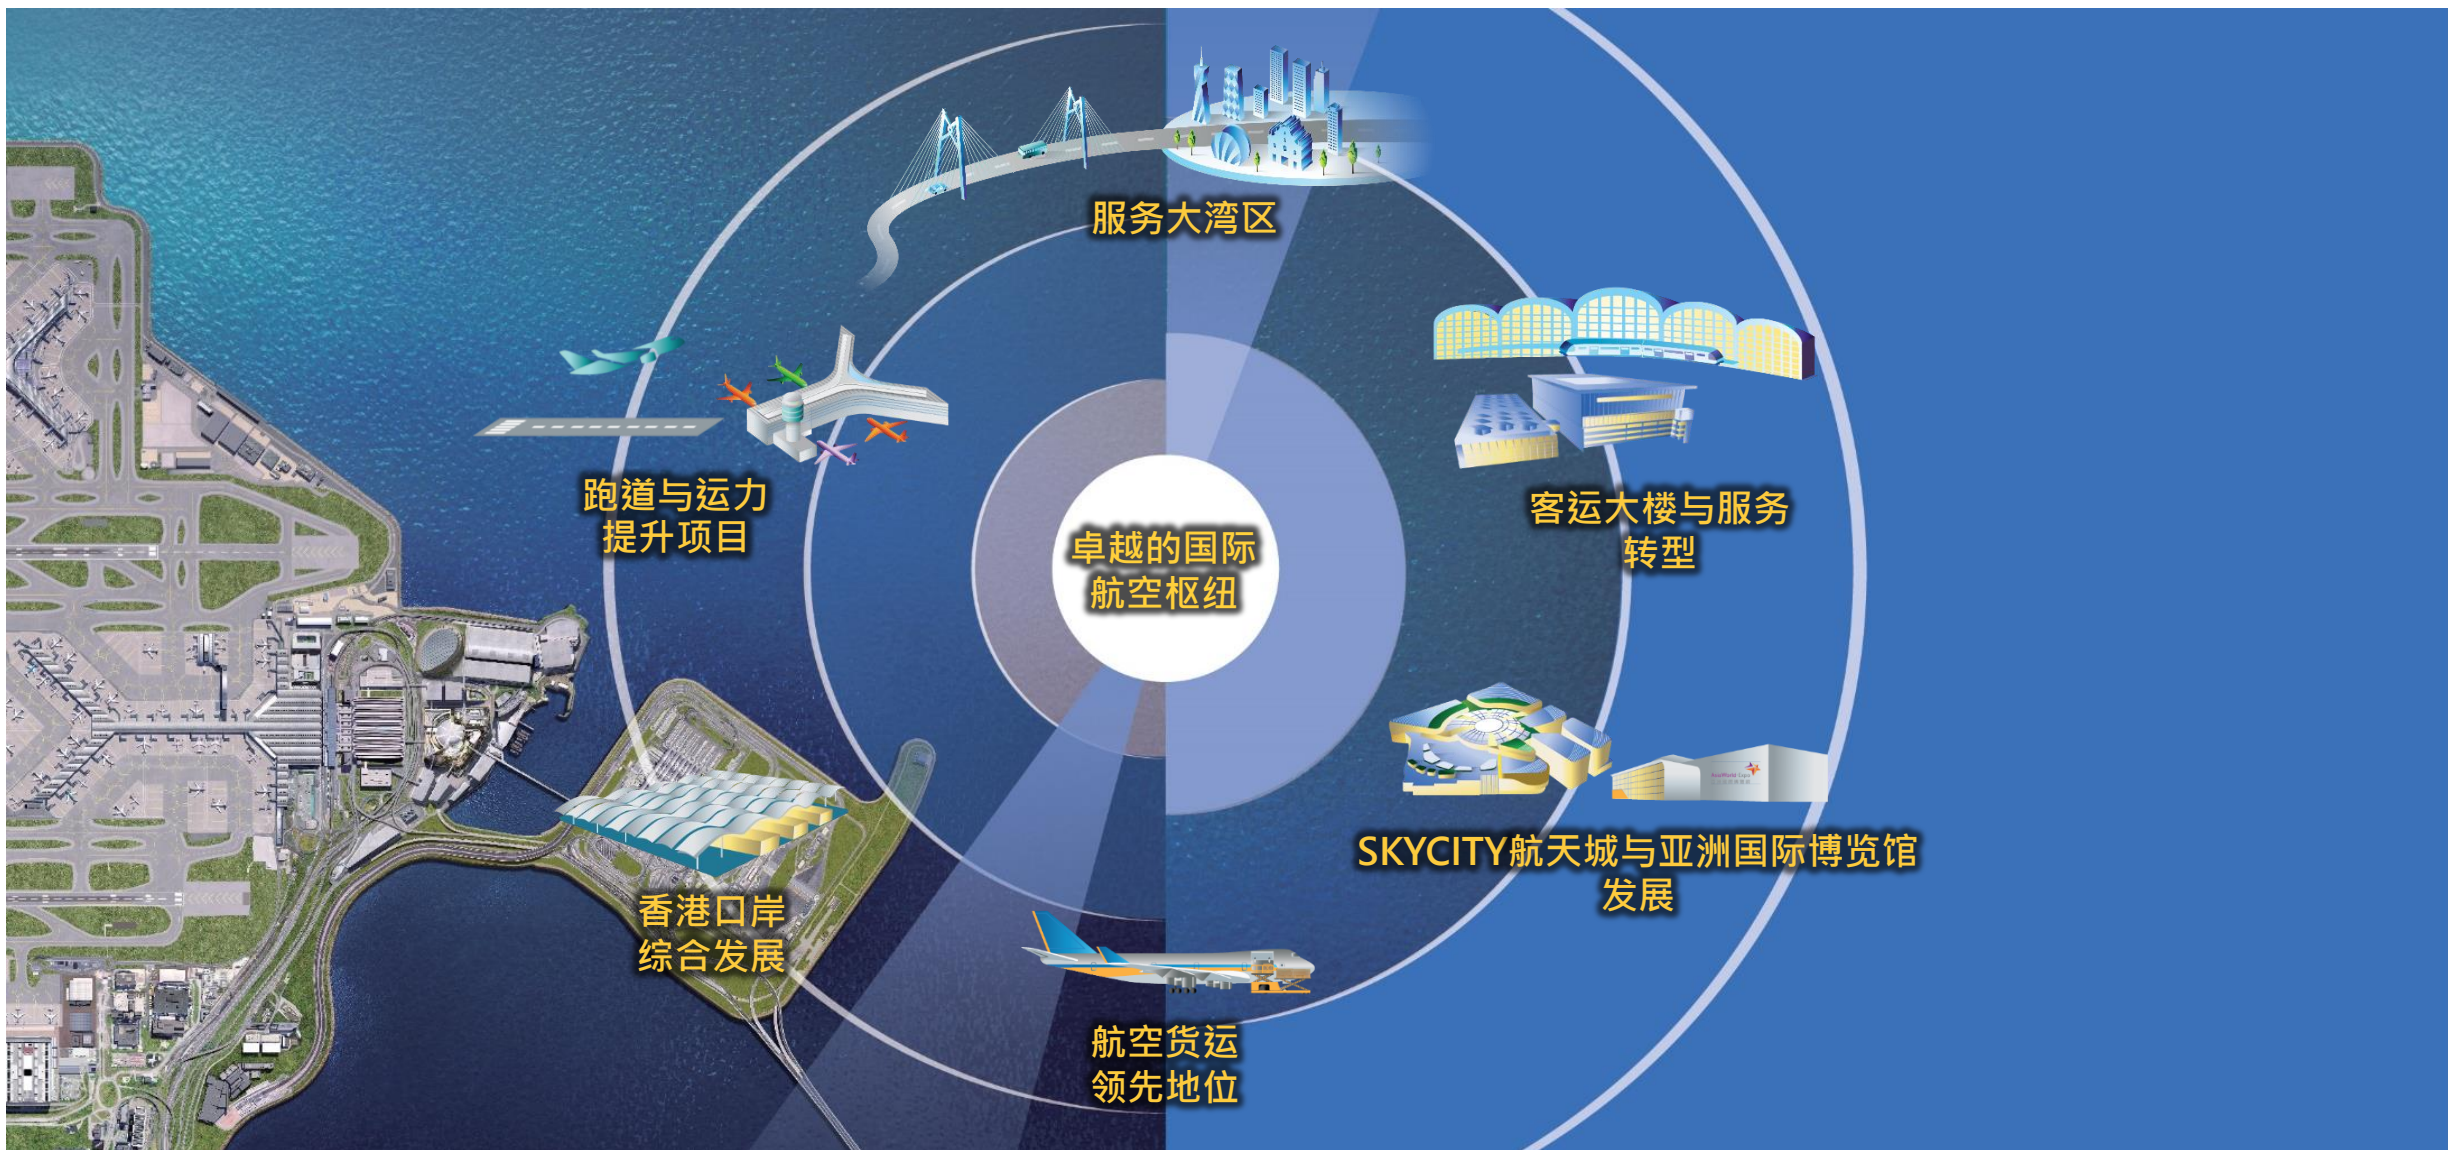 服务大湾区
跑道与运力
提升项目
客运大楼与服务
转型
卓越的国际
航空枢纽
AsiaWorld-Expo
SKYCITY航天城与亚洲国际博览馆
发展
香港口岸
综合发展
航空货运
领先地位